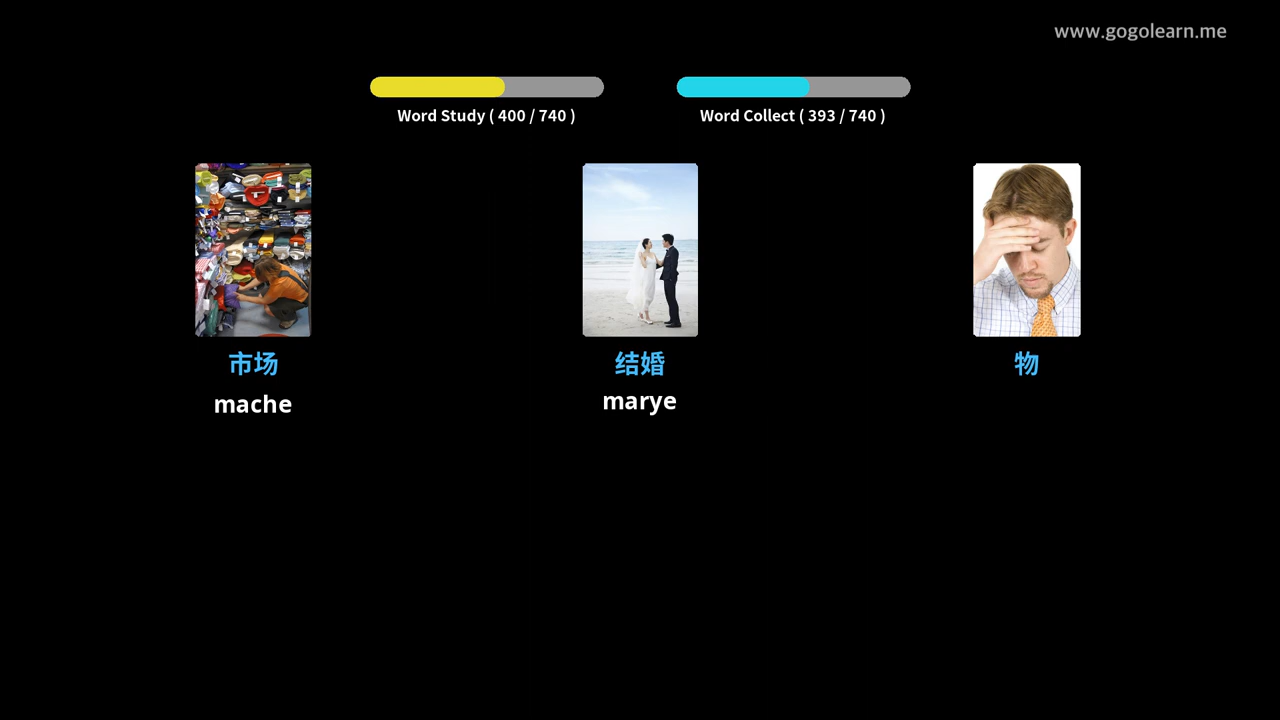 www.gogolearn.me
Word Study ( 400 / 740 )
Word Collect ( 393 / 740 )
市场
结婚
物
mache
marye